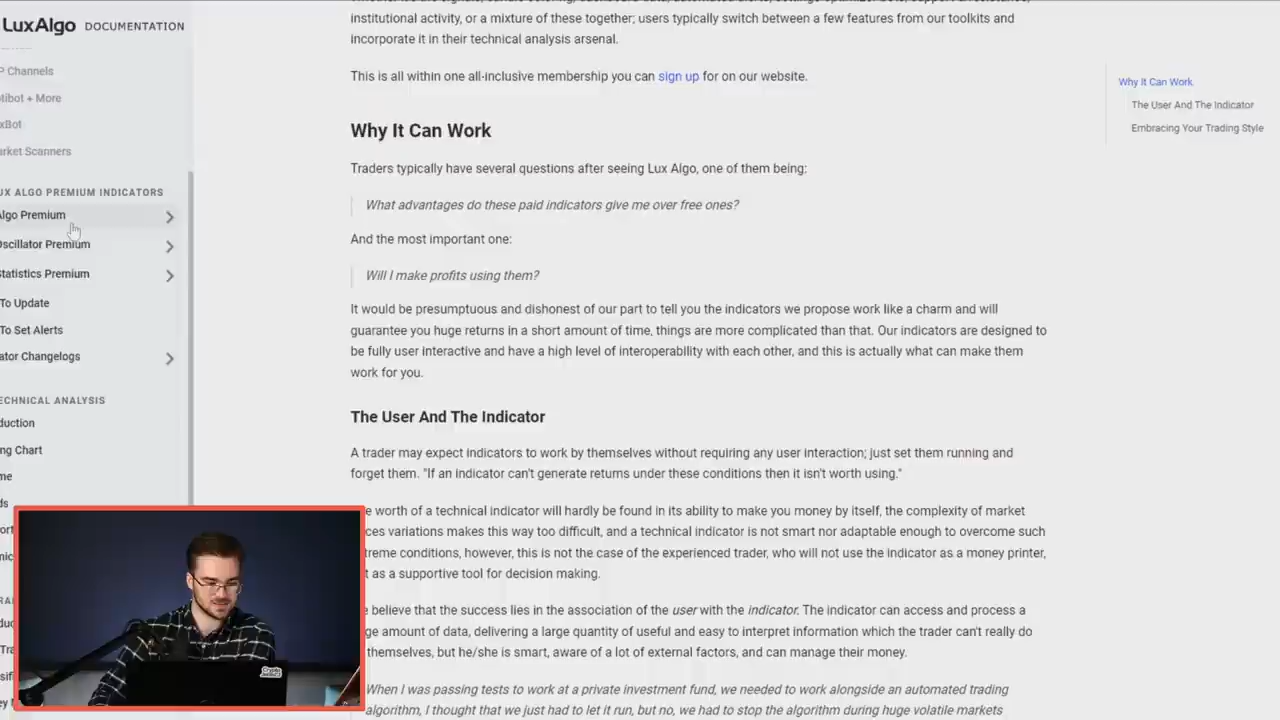 LuxAlgo DOCUMENTATION
P Channels
tibot + More
xBot
rket Scanners
UX ALGO PREMIUM INDICATORS
Algo Premium
Oscillator Premium
Statistics Premium
To Update
To Set Alerts
ator Changelogs
ECHNICAL ANALYSIS
duction
ng Chart
me
ds
ort
mic
institutional activity, or a mixture of these together; users typically switch between a few features from our toolkits and
incorporate it in their technical analysis arsenal.
This is all within one all-inclusive membership you can sign up for on our website.
Why It Can Work
Traders typically have several questions after seeing Lux Algo, one of them being:
What advantages do these paid indicators give me over free ones?
And the most important one:
Will I make profits using them?
It would be presumptuous and dishonest of our part to tell you the indicators we propose work like a charm and will
guarantee you huge returns in a short amount of time, things are more complicated than that. Our indicators are designed to
be fully user interactive and have a high level of interoperability with each other, and this is actually what can make them
work for you.
The User And The Indicator
A trader may expect indicators to work by themselves without requiring any user interaction; just set them running and
forget them. "If an indicator can't generate returns under these conditions then it isn't worth using."
e worth of a technical indicator will hardly be found in its ability to make you money by itself, the complexity of market
ces variations makes this way too difficult, and a technical indicator is not smart nor adaptable enough to overcome such
treme conditions, however, this is not the case of the experienced trader, who will not use the indicator as a money printer,
t as a supportive tool for decision making.
e believe that the success lies in the association of the user with the indicator. The indicator can access and process a
ge amount of data, delivering a large quantity of useful and easy to interpret information which the trader can't really do
themselves, but he/she is smart, aware of a lot of external factors, and can manage their money.
When I was passing tests to work at a private investment fund, we needed to work alongside an automated trading
algorithm, I thought that we just had to let it run, but no, we had to stop the algorithm during huge volatile markets
Why It Can Work
The User And The Indicator
Embracing Your Trading Style